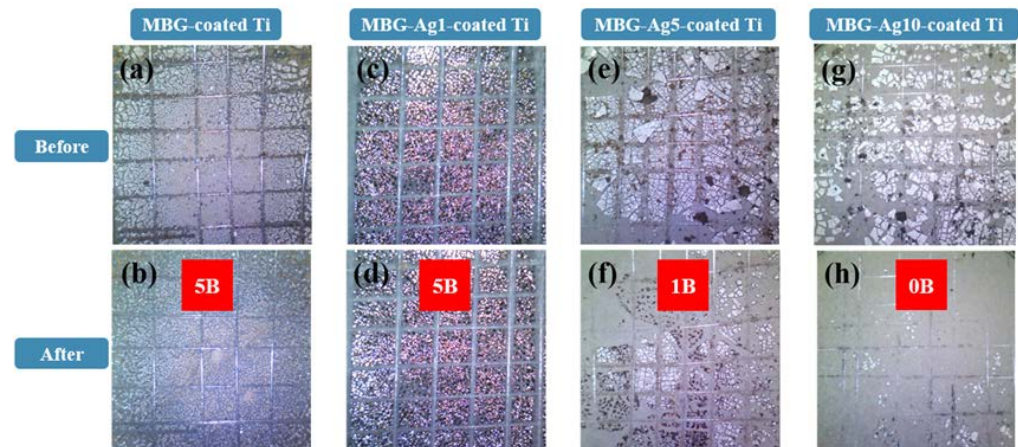 MBG-coated Ti
MBG-Ag1-coated Ti
MBG-Ag5-coated Ti
MBG-Ag10-coated Ti
Before
(a)
(c)
(e)
(g)
After
(b)
5B
(d)
5B
(f)
1B
(h)
0B